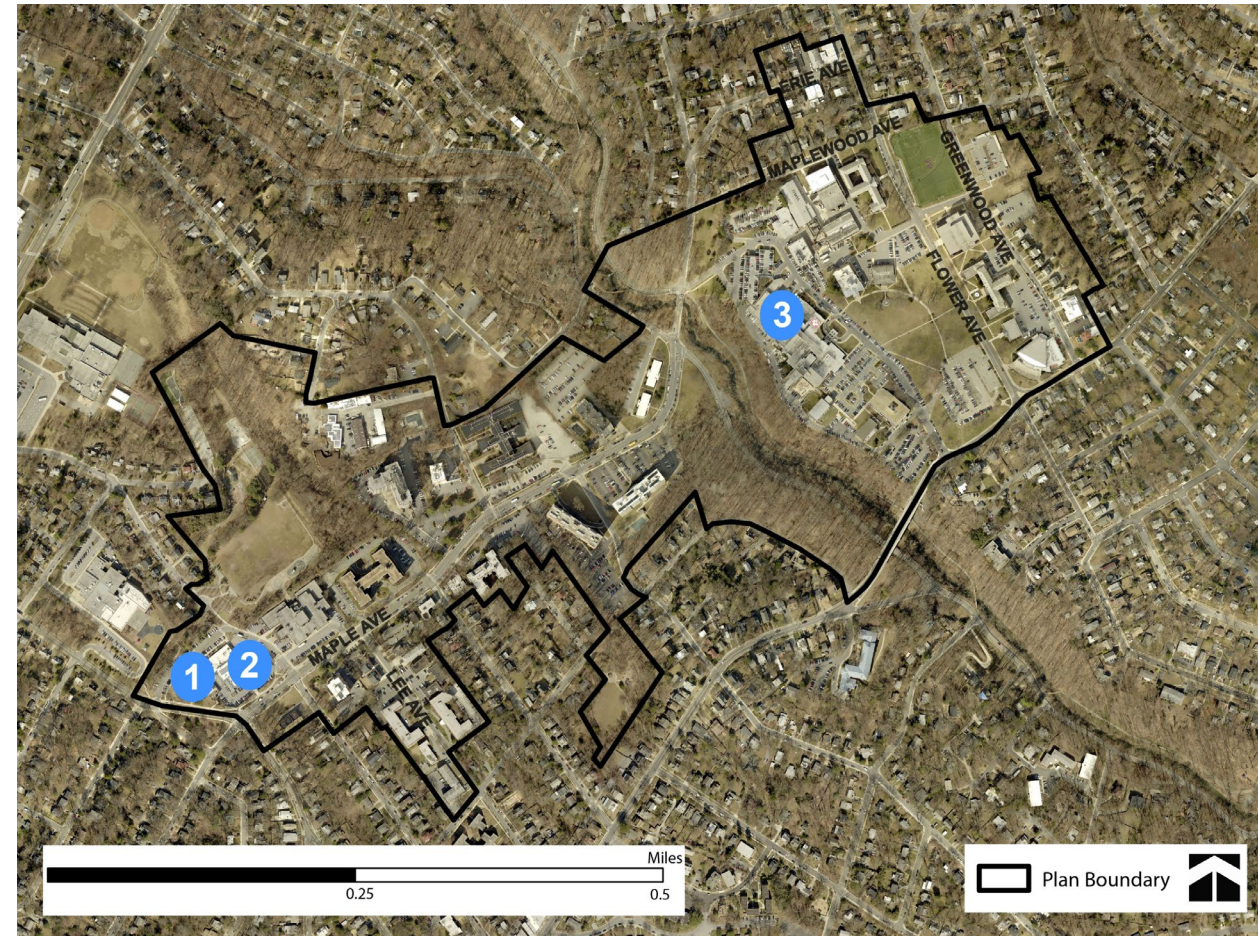 ERIE AVE
MAPLEWOOD AVE
GREENWOOD AVE
FLOWER AVE
3
MAPLE AVE
1
2
LEE AVE
Miles
0.25
0.5
Plan Boundary